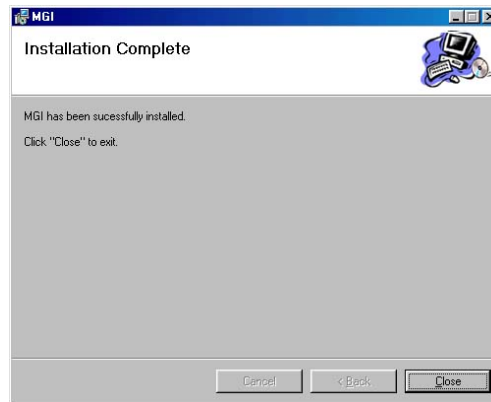 MGI
Installation Complete
MGI has been sucessfully installed.
Click "Close" to exit.
Cancel
< Back
Close